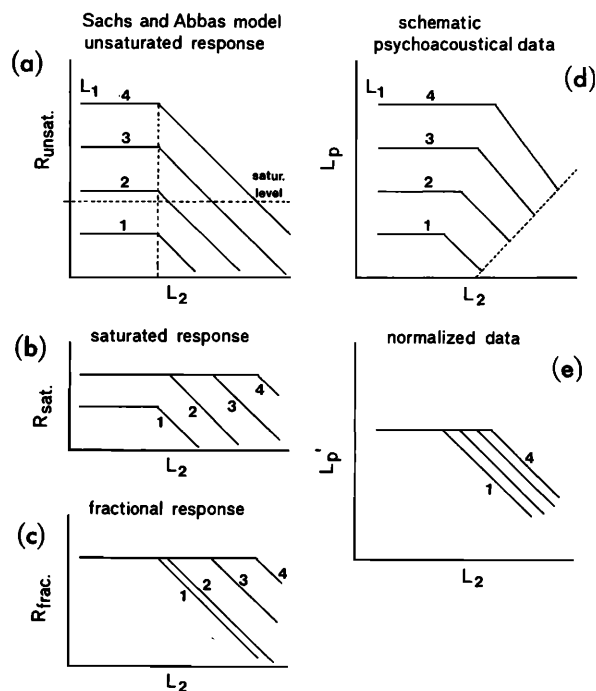 Sachs and Abbas model
unsaturated response
(a)
L1
4
3
2
1
satur.
level
Runsat.
L2
schematic
psychoacoustical data
(d)
L1
4
3
2
1
Lp
L2
saturated response
(b)
Rsat.
1
2
3
4
L2
fractional response
(c)
Rfrac.
1
2
3
4
L2
normalized data
(e)
Lp'
4
1
L2